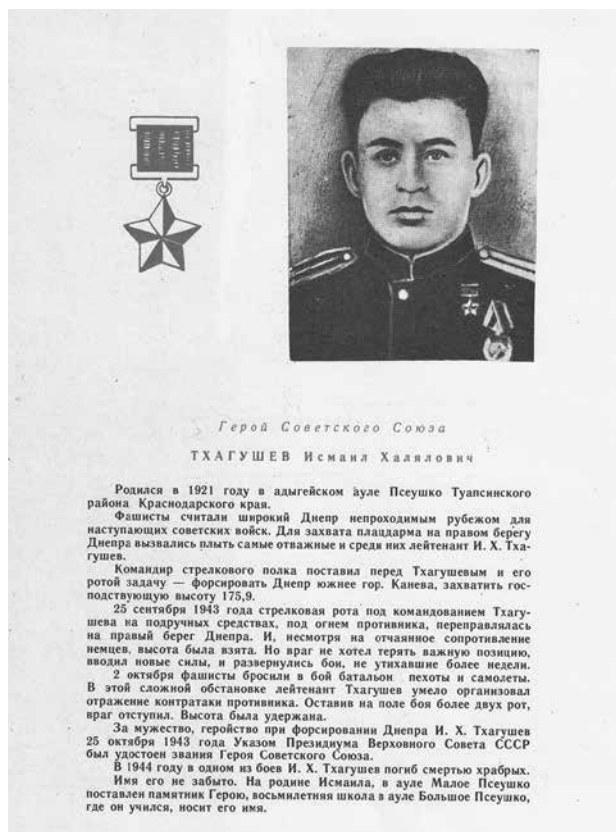 Герой Советского Союза
ТХАГУШЕВ Исмаил Халялович
Родился в 1921 году в адыгейском ауле Псеушко Туапсинского
района Краснодарского края.
Фашисты считали широкий Днепр непроходимым рубежом для
наступающих советских войск. Для захвата плацдарма на правом берегу
Днепра вызвались плыть самые отважные и среди них лейтенант И. Х. Тха-
гушев.
Командир стрелкового полка поставил перед Тхагушевым и его
ротой задачу — форсировать Днепр южнее гор. Канева, захватить гос-
подствующую высоту 175,9.
25 сентября 1943 года стрелковая рота под командованием Тхагу-
шева на подручных средствах, под огнем противника, переправлялась
на правый берег Днепра. И, несмотря на отчаянное сопротивление
немцев, высота была взята. Но враг не хотел терять важную позицию,
вводил новые силы, и развернулись бои, не утихавшие более недели.
2 октября фашисты бросили в бой батальон пехоты и самолеты.
В этой сложной обстановке лейтенант Тхагушев умело организовал
отражение контратаки противника. Оставив на поле боя более двух рот,
враг отступил. Высота была удержана.
За мужество, геройство при форсировании Днепра И. Х. Тхагушев
25 октября 1943 года Указом Президиума Верховного Совета СССР
был удостоен звания Героя Советского Союза.
В 1944 году в одном из боев И. Х. Тхагушев погиб смертью храбрых.
Имя его не забыто. На родине Исмаила, в ауле Малое Псеушко
поставлен памятник Герою, восьмилетняя школа в ауле Большое Псеушко,
где он учился, носит его имя.